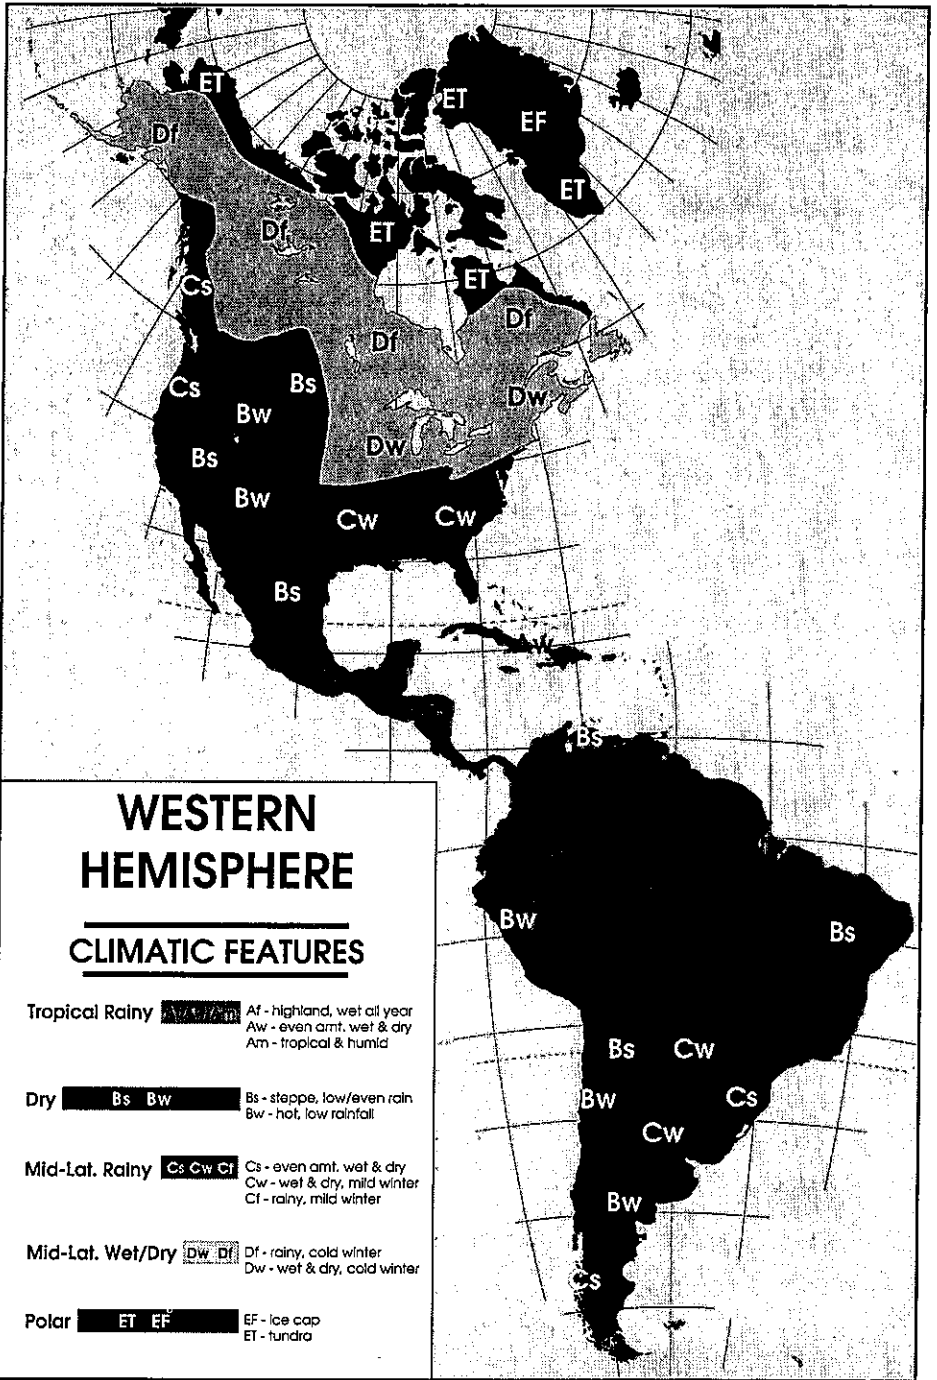 ET
ET
EF
Df
ET
Df
ET
ET
Cs
Df
Df
Cs
Bs
Dw
Bw
Dw
Bs
Bw
Cw
Cw
Bs
Aw
Bs
WESTERN
HEMISPHERE
CLIMATIC FEATURES
Bw
Bs
Tropical Rainy
Af - highland, wet all year
Aw - even amt. wet & dry
Am - tropical & humid
Bs
Cw
Dry
Bs Bw
Bs - steppe, low/even rain
Bw - hot, low rainfall
Bw
Cs
Cw
Mid-Lat. Rainy
Cs Cw Cf
Cs - even amt. wet & dry
Cw - wet & dry, mild winter
Cf - rainy, mild winter
Bw
Mid-Lat. Wet/Dry
Dw Df
Df - rainy, cold winter
Dw - wet & dry, cold winter
Cs
Polar
ET EF
EF - ice cap
ET - tundra